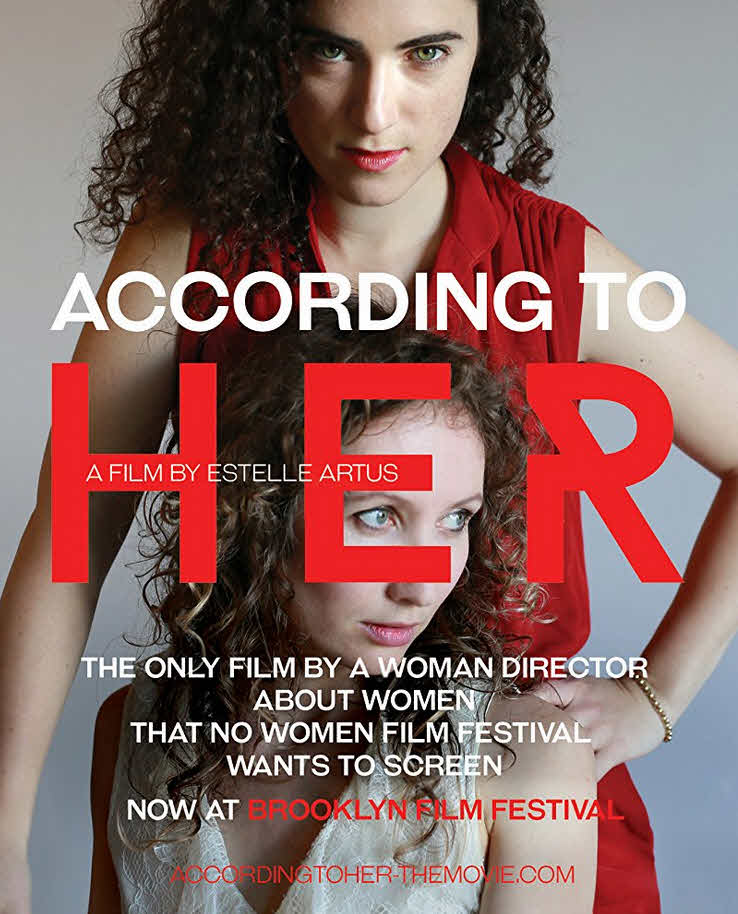 ACCORDING TO
HER
A FILM BY ESTELLE ARTUS
THE ONLY FILM BY A WOMAN DIRECTOR
ABOUT WOMEN
THAT NO WOMEN FILM FESTIVAL
WANTS TO SCREEN
NOW AT BROOKLYN FILM FESTIVAL
ACCORDINGTOHER-THEMOVIE.COM